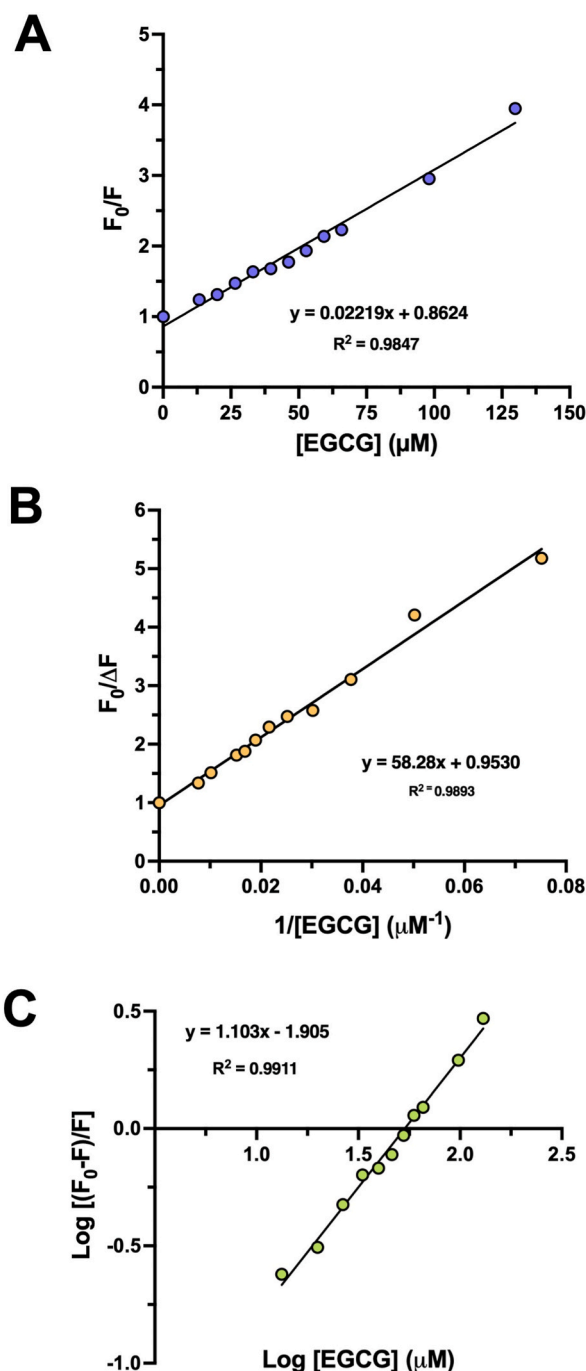 A
5
4
3
2
1
0
F₀/F
y = 0.02219x + 0.8624
R² = 0.9847
0 25 50 75 100 125 150
[EGCG] (µM)
B
6
5
4
3
2
1
0
F₀/ΔF
y = 58.28x + 0.9530
R² = 0.9893
0.00 0.02 0.04 0.06 0.08
1/[EGCG] (µM⁻¹)
C
0.5
y = 1.103x - 1.905
R² = 0.9911
0.0
1.0 1.5 2.0 2.5
-0.5
-1.0
Log [(F₀-F)/F]
Log [EGCG] (µM)